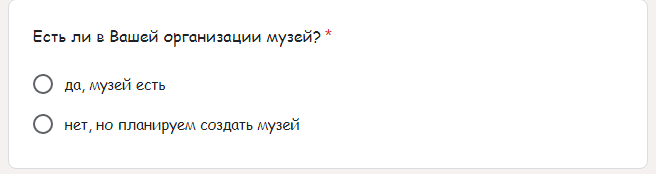 Есть ли в Вашей организации музей? *
да, музей есть
нет, но планируем создать музей